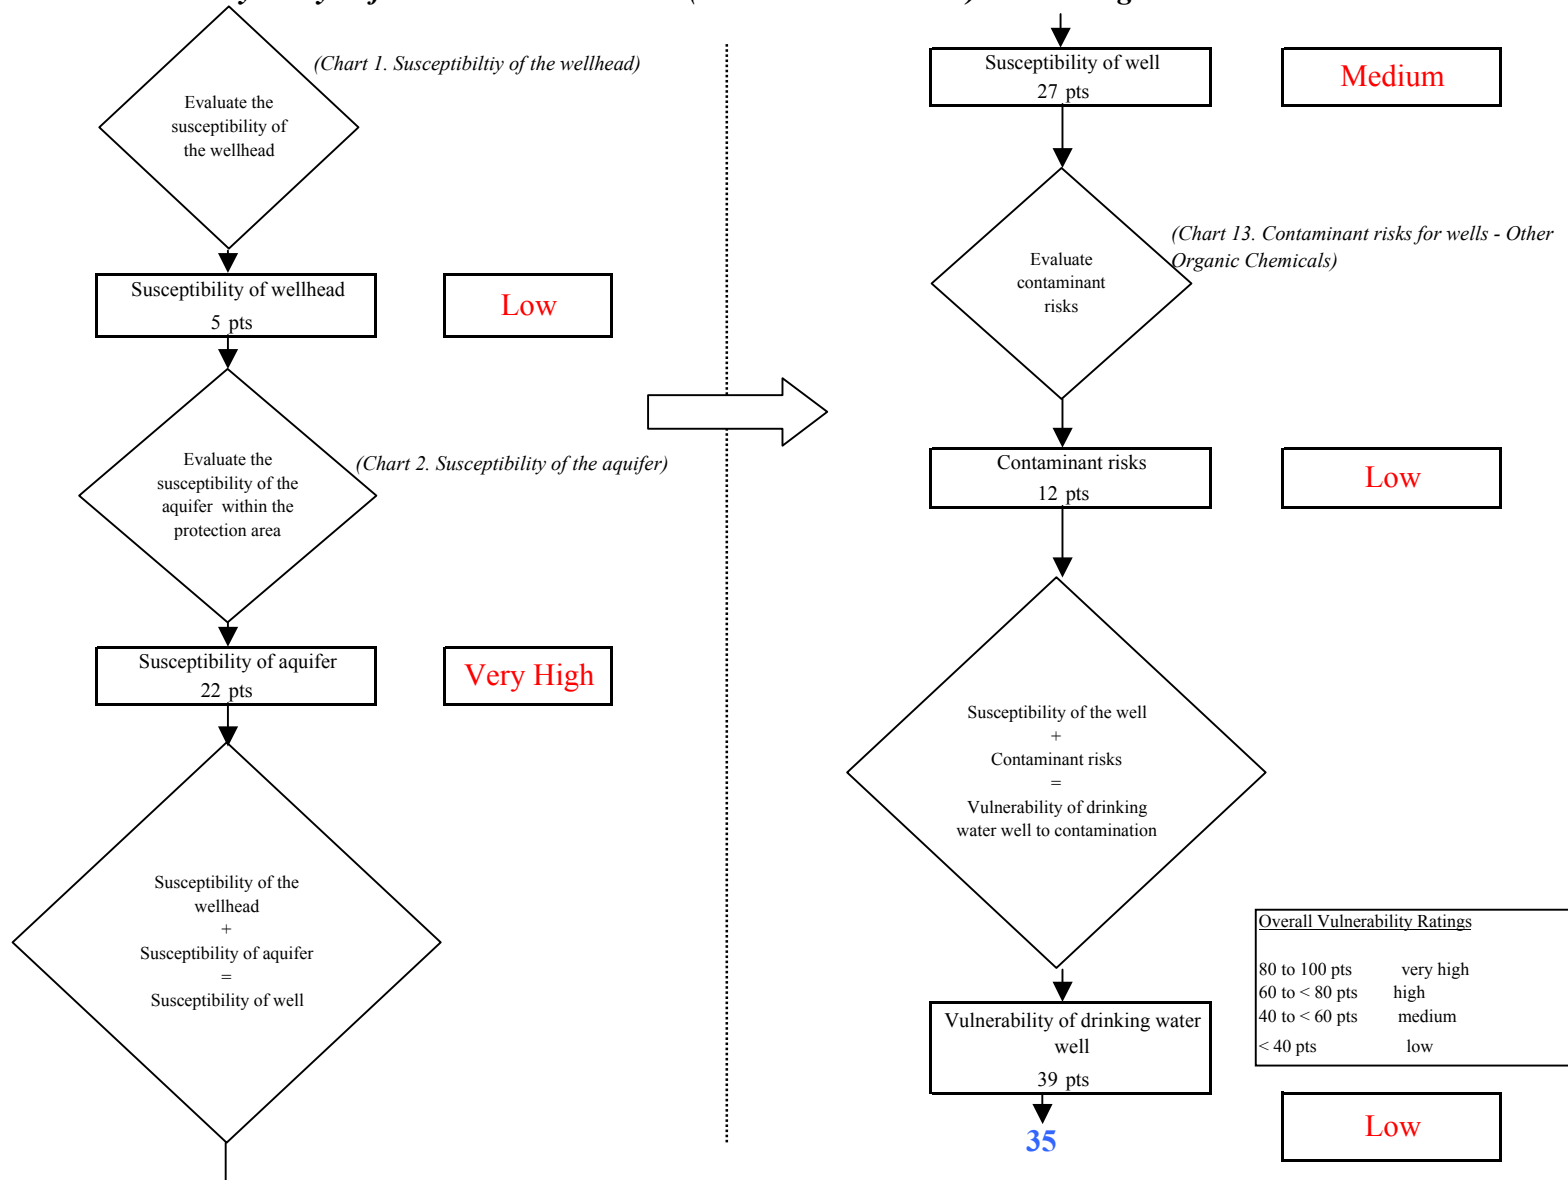 (Chart 1. Susceptibiltiy of the wellhead)
Evaluate the
susceptibility of
the wellhead
Susceptibility of wellhead
5 pts
Low
Evaluate the
susceptibility of the
aquifer within the
protection area
(Chart 2. Susceptibility of the aquifer)
Susceptibility of aquifer
22 pts
Very High
Susceptibility of the
wellhead
+
Susceptibility of aquifer
=
Susceptibility of well
Susceptibility of well
27 pts
Medium
Evaluate
contaminant
risks
(Chart 13. Contaminant risks for wells - Other
Organic Chemicals)
Contaminant risks
12 pts
Low
Susceptibility of the well
+
Contaminant risks
=
Vulnerability of drinking
water well to contamination
Vulnerability of drinking water
well
39 pts
35
Overall Vulnerability Ratings
80 to 100 pts very high
60 to < 80 pts high
40 to < 60 pts medium
< 40 pts low
Low